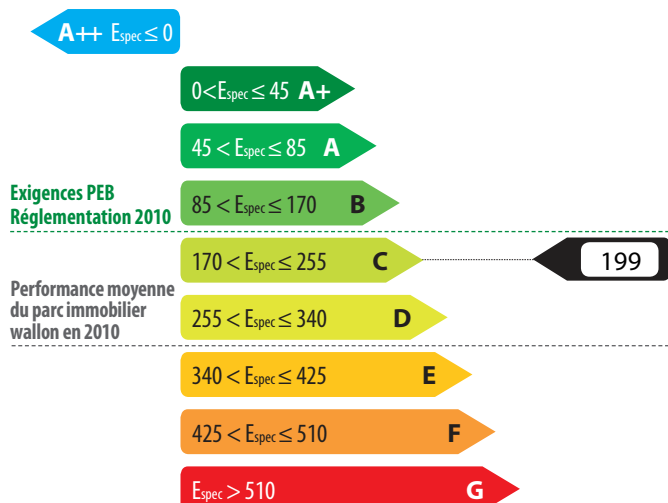 A++ Espec ≤ 0
0<Espec ≤ 45 A+
45 < Espec ≤ 85 A
Exigences PEB
Réglementation 2010
85 < Espec ≤ 170 B
170 < Espec ≤ 255 C
199
Performance moyenne
du parc immobilier
wallon en 2010
255 < Espec ≤ 340 D
340 < Espec ≤ 425 E
425 < Espec ≤ 510 F
Espec > 510 G